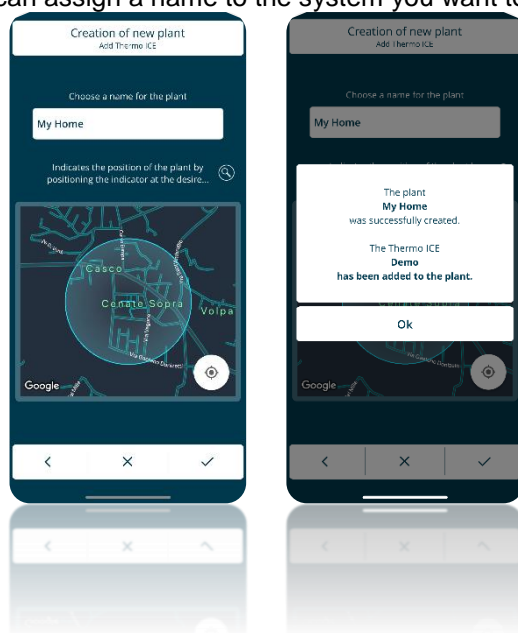 can assign a name to the system you want to
Creation of new plant
Add Thermo ICE
Choose a name for the plant
My Home
Indicates the position of the plant by
positioning the indicator at the desire...
Casco
Cenate Sopra
Volpa
Google
Creation of new plant
Add Thermo ICE
Choose a name for the plant
My Home
The plant
My Home
was successfully created.
The Thermo ICE
Demo
has been added to the plant.
Ok
Google